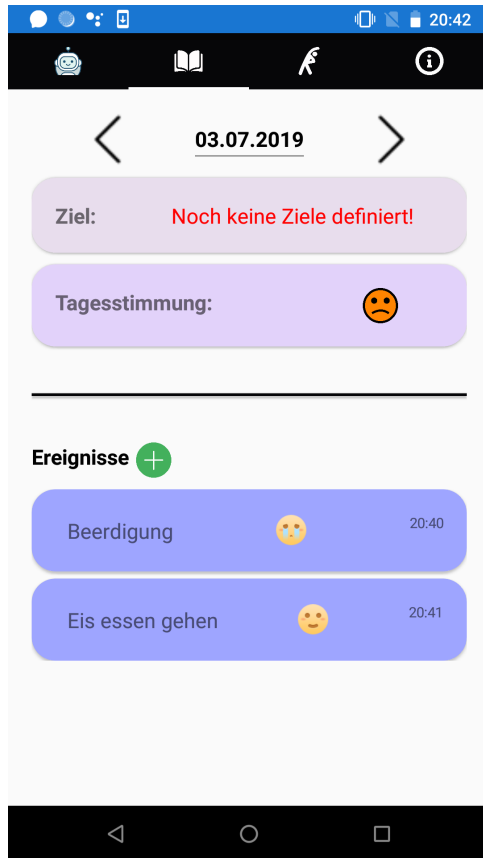 20:42
03.07.2019
Ziel: Noch keine Ziele definiert!
Tagesstimmung:
Ereignisse
Beerdigung 20:40
Eis essen gehen 20:41